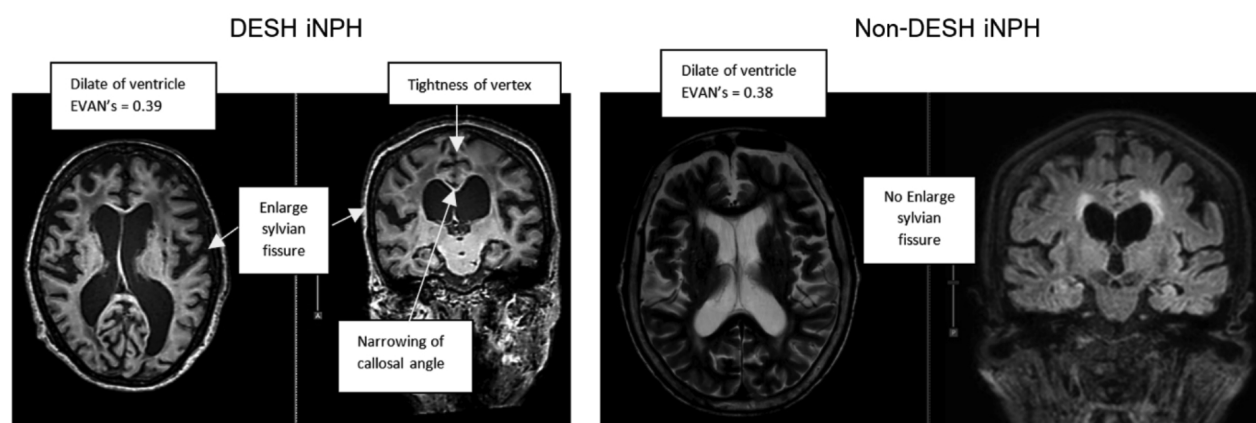 DESH iNPH
Non-DESH iNPH
Dilate of ventricle
EVAN's = 0.39
Tightness of vertex
Enlarge
sylvian
fissure
Narrowing of
callosal angle
Dilate of ventricle
EVAN's = 0.38
No Enlarge
sylvian
fissure